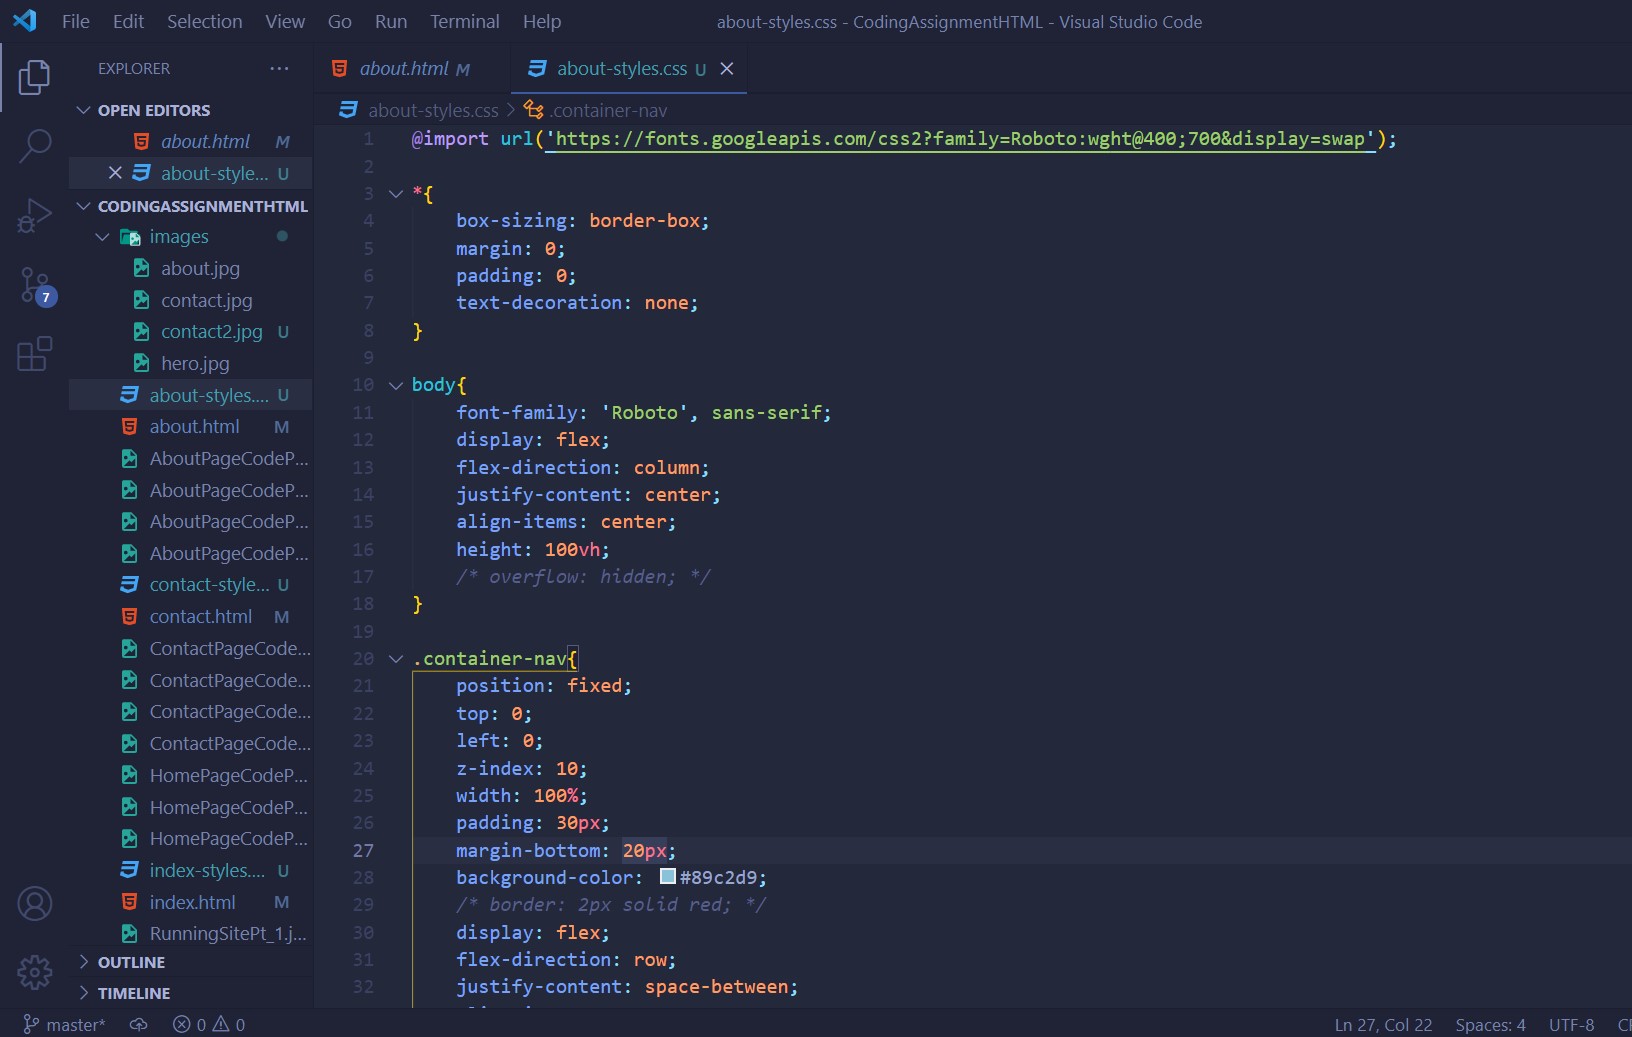 File Edit Selection View Go Run Terminal Help about-styles.css - CodingAssignmentHTML - Visual Studio Code
EXPLORER ···
OPEN EDITORS
about.html M
about-style... U
CODINGASSIGNMENTHTML
images
about.jpg
contact.jpg
contact2.jpg U
hero.jpg
about-styles.... U
about.html M
AboutPageCodeP...
AboutPageCodeP...
AboutPageCodeP...
AboutPageCodeP...
contact-style... U
contact.html M
ContactPageCode...
ContactPageCode...
ContactPageCode...
ContactPageCode...
HomePageCodeP...
HomePageCodeP...
HomePageCodeP...
index-styles.... U
index.html M
RunningSitePt_1.j...
OUTLINE
TIMELINE
7
about.html M about-styles.css U
about-styles.css > .container-nav
1 @import url('https://fonts.googleapis.com/css2?family=Roboto:wght@400;700&display=swap');
2
3 *{
4 box-sizing: border-box;
5 margin: 0;
6 padding: 0;
7 text-decoration: none;
8 }
9
10 body{
11 font-family: 'Roboto', sans-serif;
12 display: flex;
13 flex-direction: column;
14 justify-content: center;
15 align-items: center;
16 height: 100vh;
17 /* overflow: hidden; */
18 }
19
20 .container-nav{
21 position: fixed;
22 top: 0;
23 left: 0;
24 z-index: 10;
25 width: 100%;
26 padding: 30px;
27 margin-bottom: 20px;
28 background-color: #89c2d9;
29 /* border: 2px solid red; */
30 display: flex;
31 flex-direction: row;
32 justify-content: space-between;
master* 0 0 Ln 27, Col 22 Spaces: 4 UTF-8